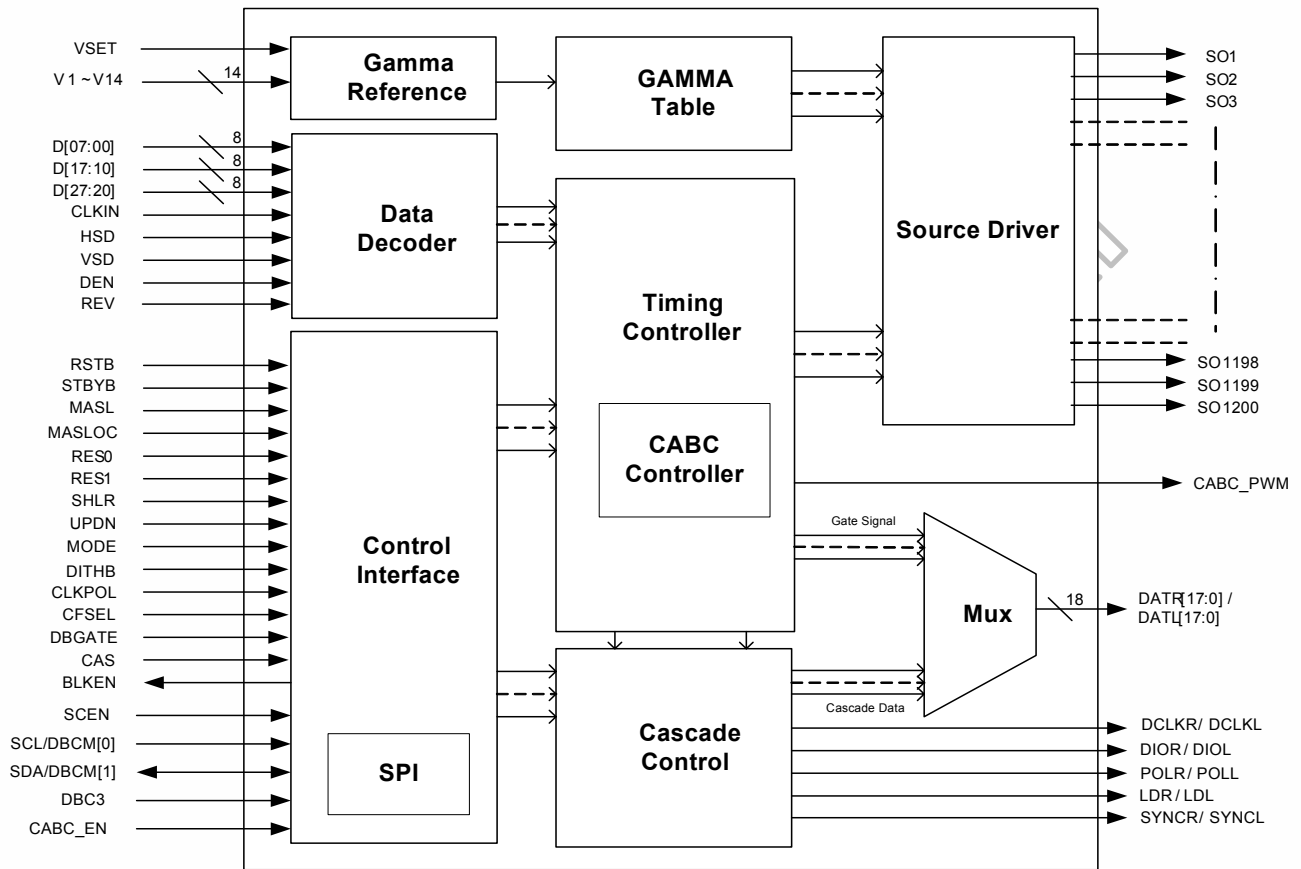 VSET
V1 ~ V14
14
Gamma
Reference
GAMMA
Table
Source Driver
SO1
SO2
SO3
D[07:00]
8
D[17:10]
8
D[27:20]
8
CLKIN
HSD
VSD
DEN
REV
Data
Decoder
Timing
Controller
CABC
Controller
SO1198
SO1199
SO1200
RSTB
STBYB
MASL
MASLOC
RES0
RES1
SHLR
UPDN
MODE
DITHB
CLKPOL
CFSEL
DBGATE
CAS
BLKEN
SCEN
SCL/DBCM[0]
SDA/DBCM[1]
DBC3
CABC_EN
Control
Interface
SPI
CABC_PWM
Gate Signal
Mux
18
DATR[17:0] /
DATL[17:0]
Cascade Data
Cascade
Control
DCLKR/ DCLKL
DIOR/ DIOL
POLR/ POLL
LDR/ LDL
SYNCR/ SYNCL